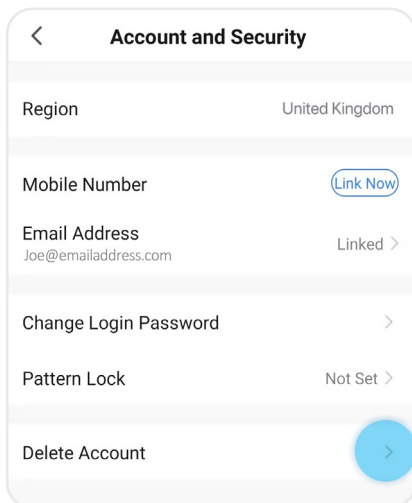 Account and Security
Region United Kingdom
Mobile Number Link Now
Email Address Linked
Joe@emailaddress.com
Change Login Password
Pattern Lock Not Set
Delete Account